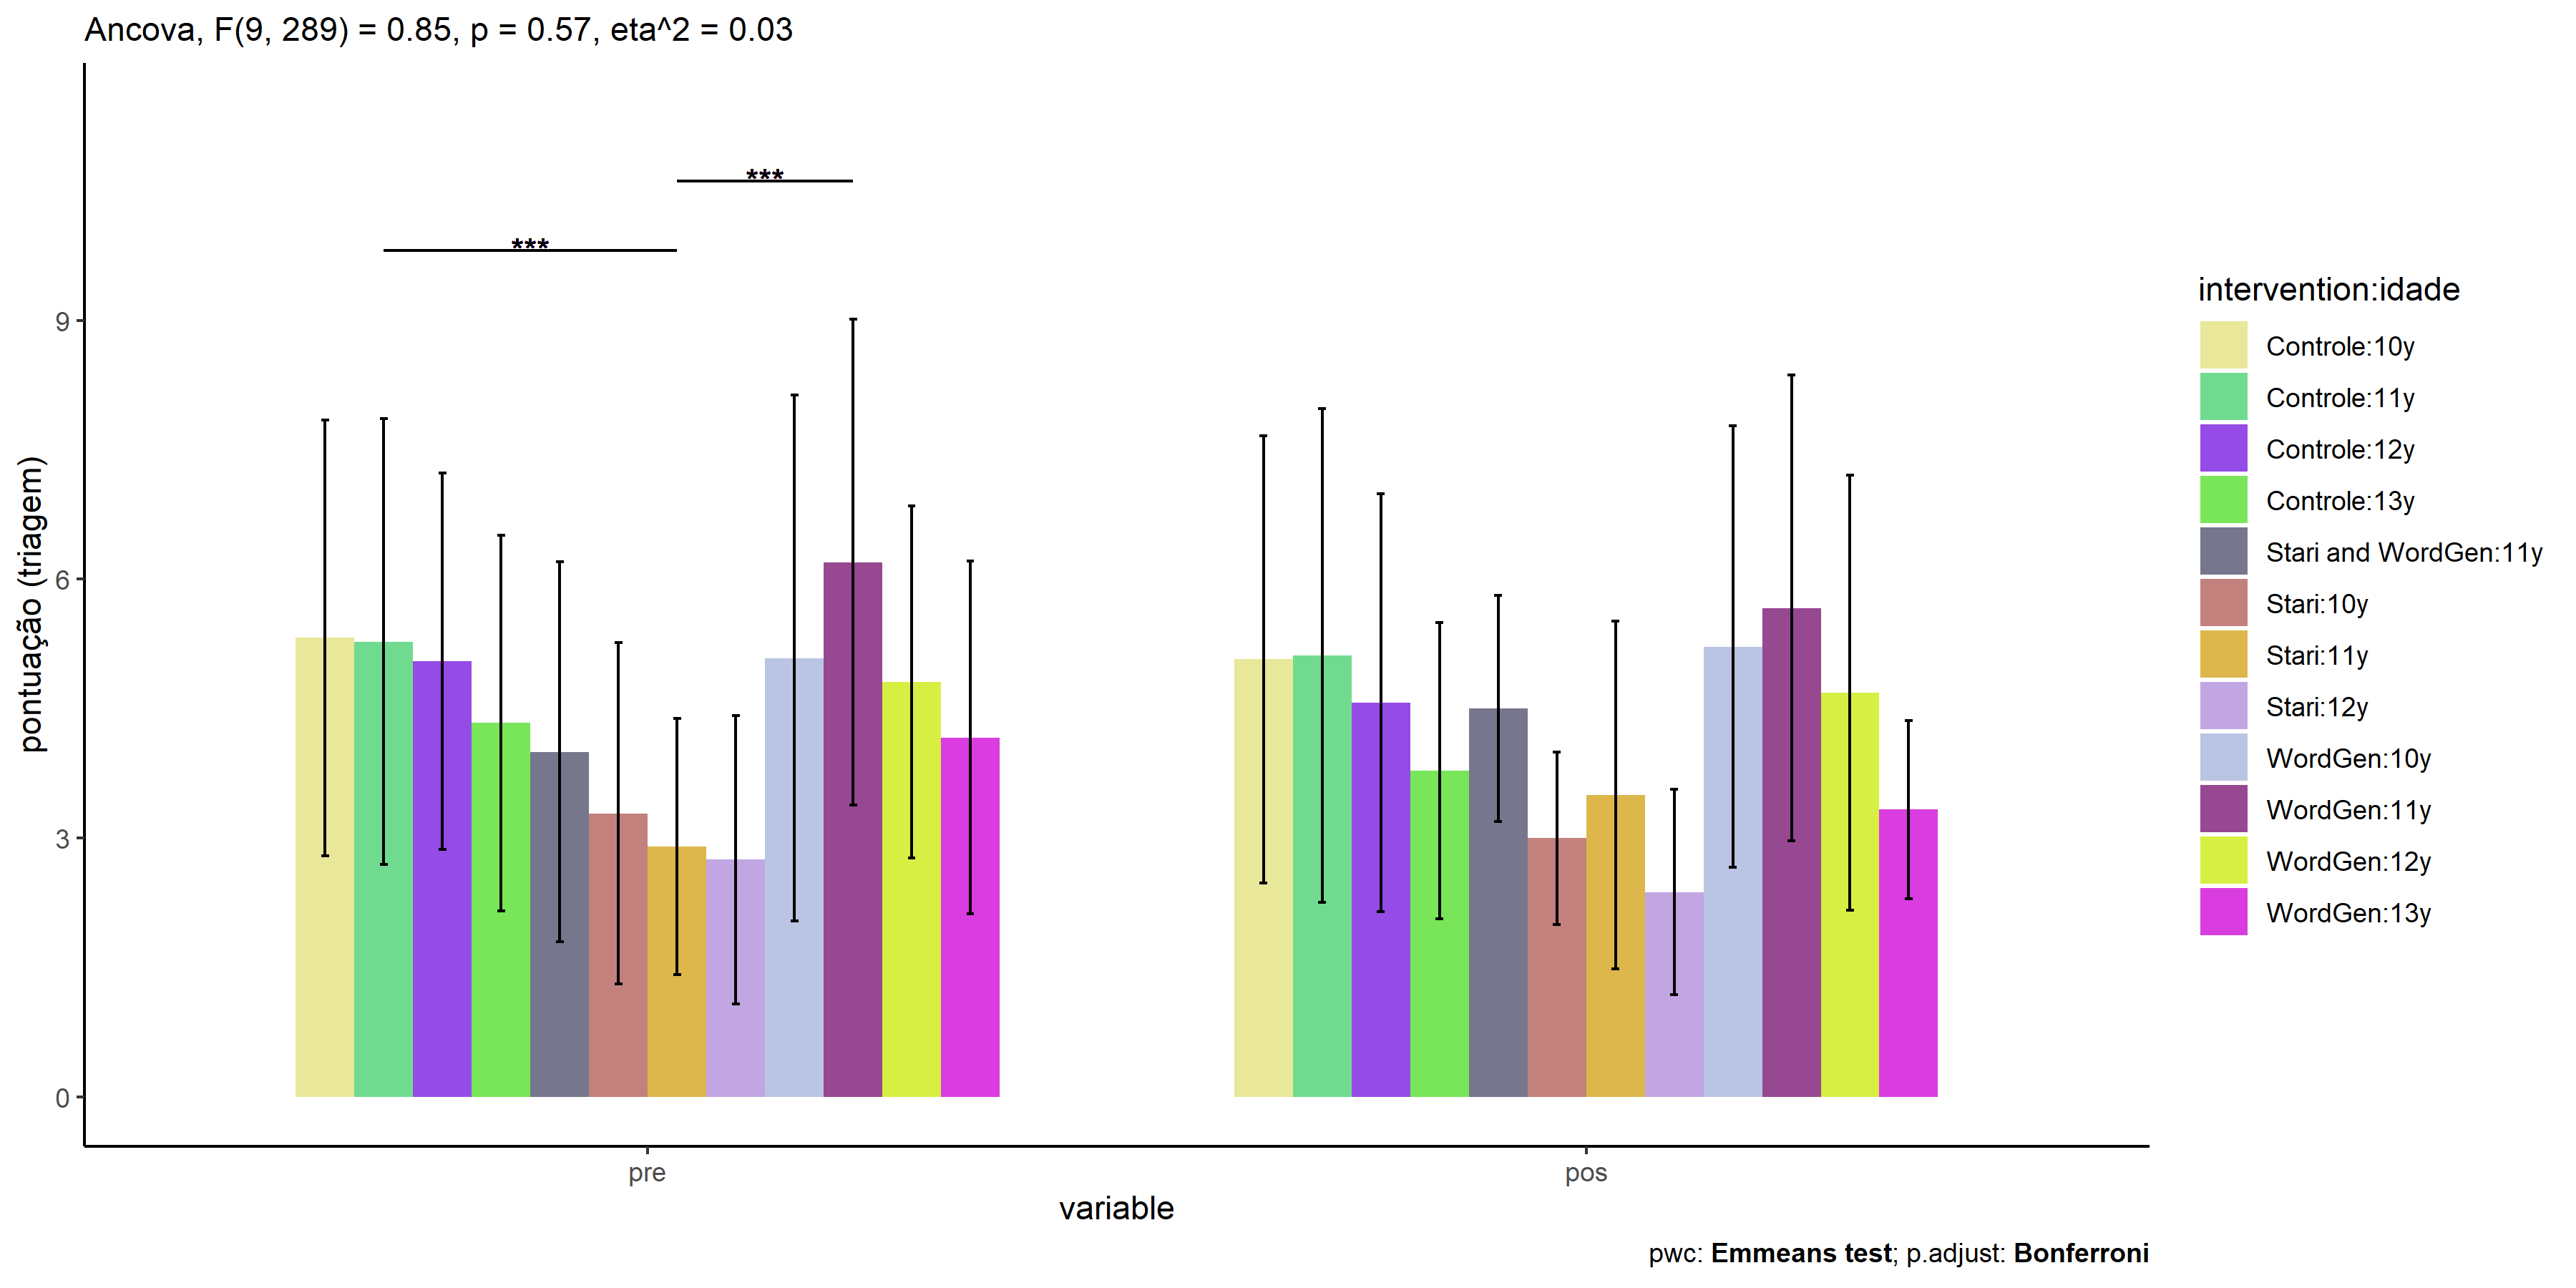 Ancova, F(9, 289) = 0.85, p = 0.57, eta^2 = 0.03
***
***
9
6
3
0
pontuação (triagem)
pre
pos
variable
intervention:idade
Controle:10y
Controle:11y
Controle:12y
Controle:13y
Stari and WordGen:11y
Stari:10y
Stari:11y
Stari:12y
WordGen:10y
WordGen:11y
WordGen:12y
WordGen:13y
pwc: Emmeans test; p.adjust: Bonferroni